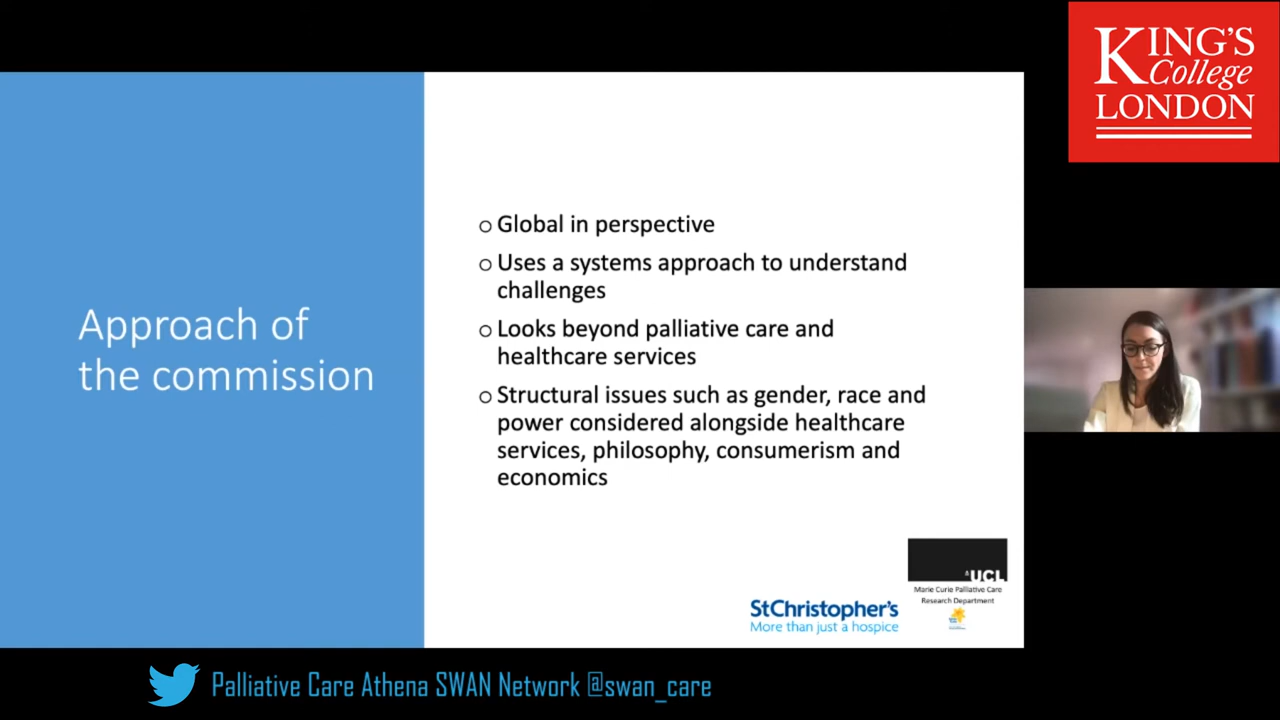 KING'S
College
LONDON
Approach of
the commission
o Global in perspective
o Uses a systems approach to understand
challenges
o Looks beyond palliative care and
healthcare services
o Structural issues such as gender, race and
power considered alongside healthcare
services, philosophy, consumerism and
economics
UCL
Marie Curie Palliative Care
Research Department
StChristopher's
More than just a hospice
Palliative Care Athena SWAN Network @swan_care